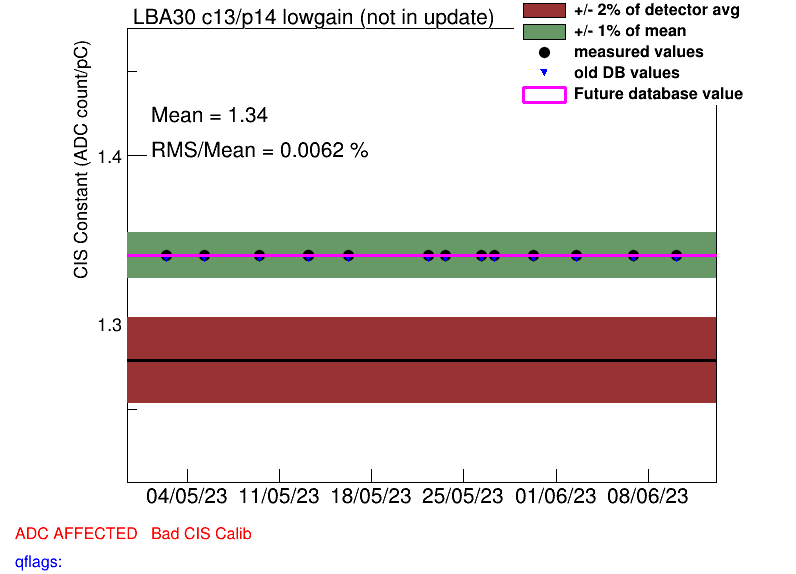 LBA30 c13/p14 lowgain (not in update)
+/- 2% of detector avg
+/- 1% of mean
measured values
old DB values
Future database value
Mean = 1.34
RMS/Mean = 0.0062 %
CIS Constant (ADC count/pC)
1.4
1.3
04/05/23 11/05/23 18/05/23 25/05/23 01/06/23 08/06/23
ADC AFFECTED Bad CIS Calib
qflags: